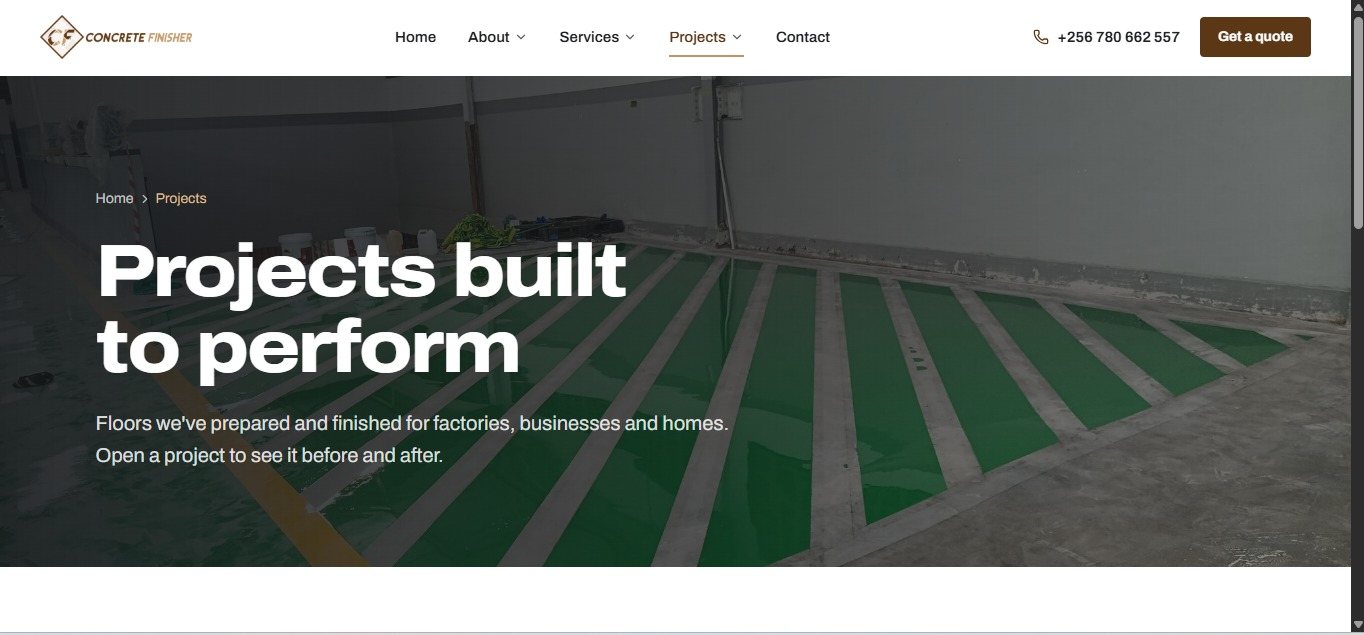 CF CONCRETE FINISHER
Home
About
Services
Projects
Contact
+256 780 662 557
Get a quote
Home > Projects
Projects built
to perform
Floors we've prepared and finished for factories, businesses and homes.
Open a project to see it before and after.